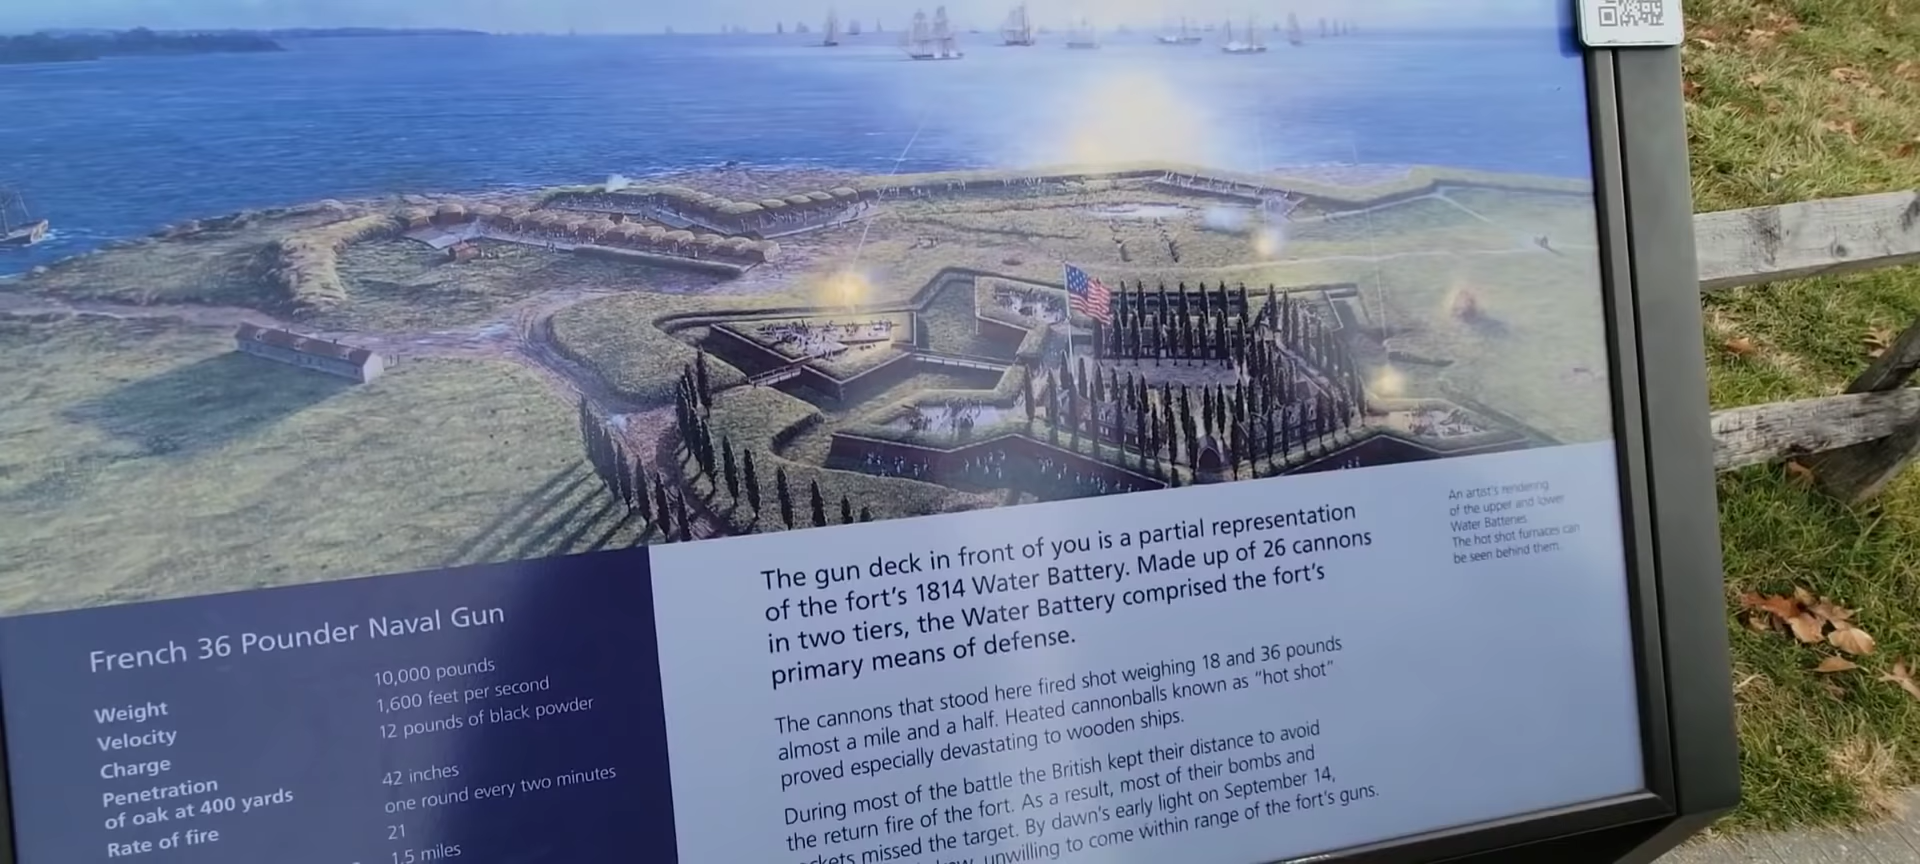 French 36 Pounder Naval Gun
Weight 10,000 pounds
Velocity 1,600 feet per second
Charge 12 pounds of black powder
Penetration
of oak at 400 yards 42 inches
Rate of fire one round every two minutes
21
1.5 miles
The gun deck in front of you is a partial representation
of the fort's 1814 Water Battery. Made up of 26 cannons
in two tiers, the Water Battery comprised the fort's
primary means of defense.
The cannons that stood here fired shot weighing 18 and 36 pounds
almost a mile and a half. Heated cannonballs known as "hot shot"
proved especially devastating to wooden ships.
During most of the battle the British kept their distance to avoid
the return fire of the fort. As a result, most of their bombs and
missed the target. By dawn's early light on September 14,
unwilling to come within range of the fort's guns.
An artist's rendering
of the upper and lower
Water Batteries.
The hot shot furnaces can
be seen behind them.